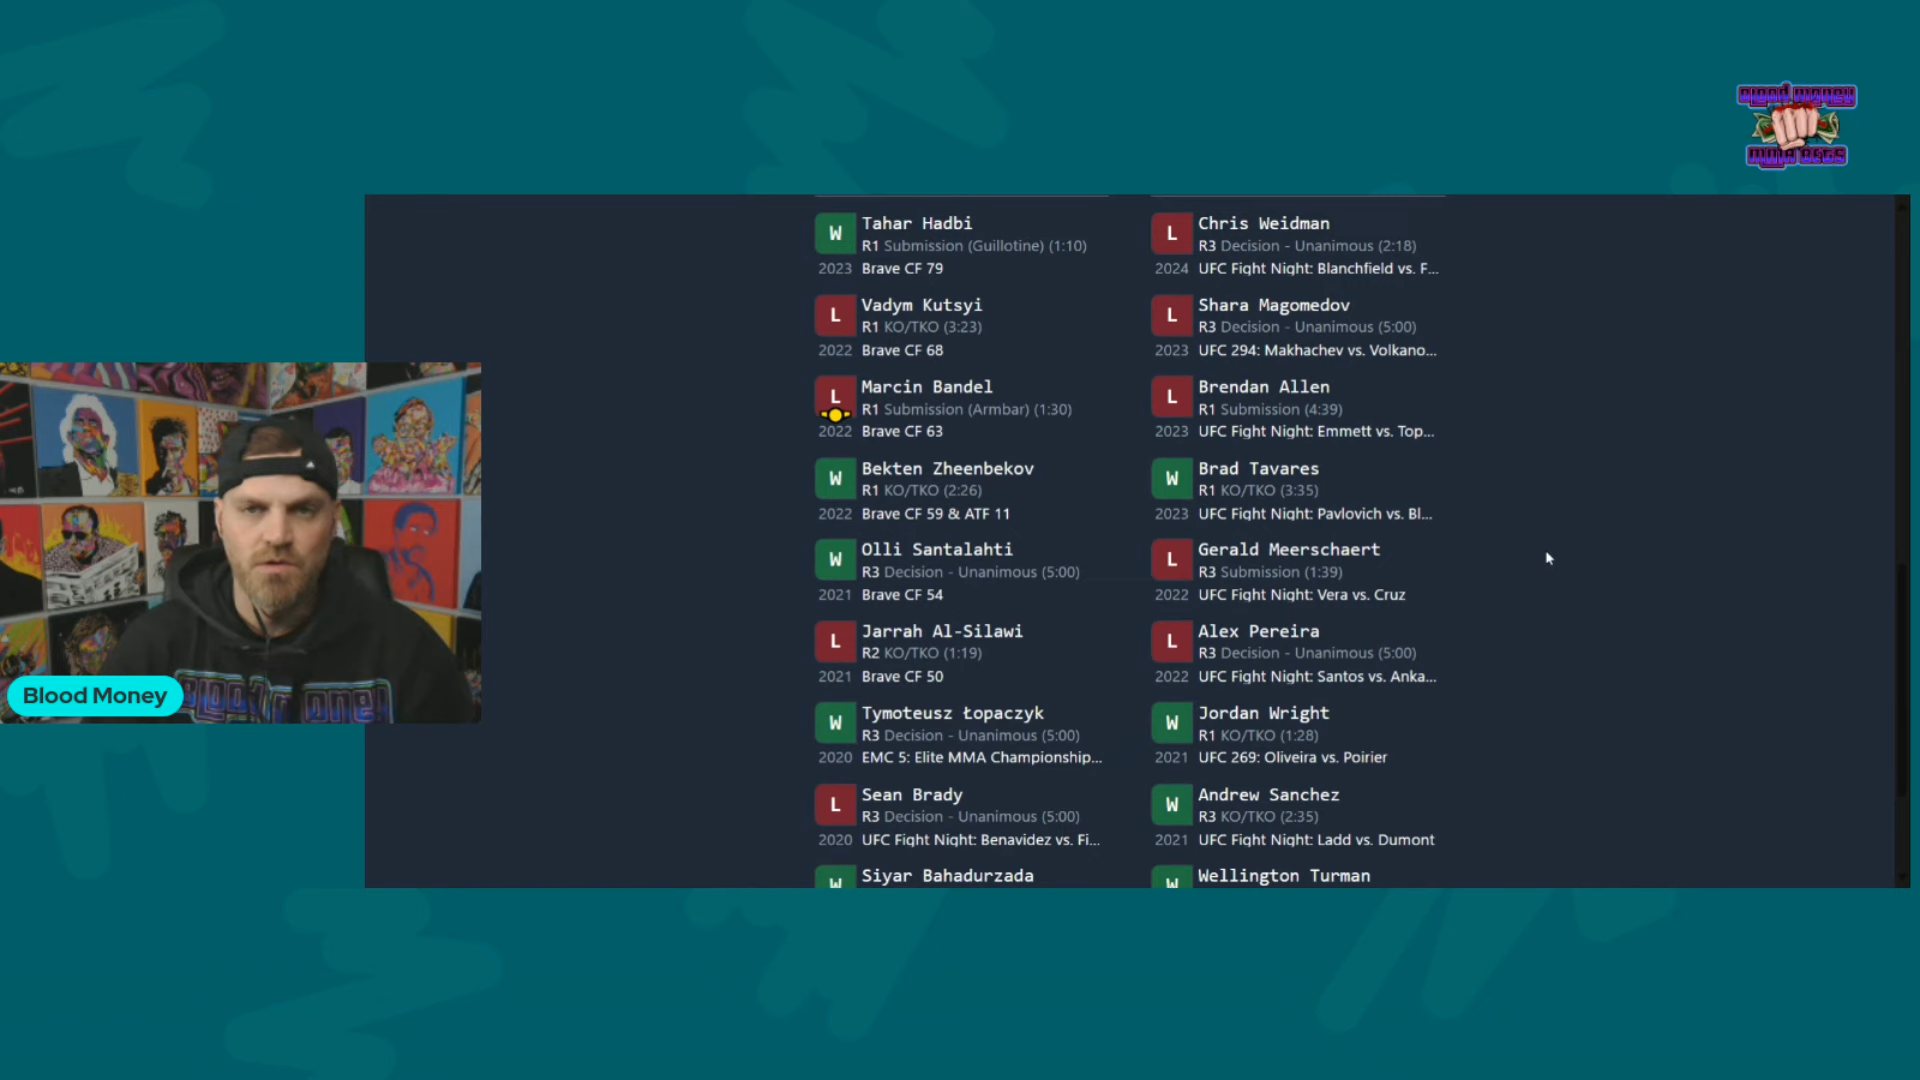 BLOOD MONEY
MMA BETS
W
Tahar Hadbi
R1 Submission (Guillotine) (1:10)
2023 Brave CF 79
L
Vadym Kutsyi
R1 KO/TKO (3:23)
2022 Brave CF 68
L
Marcin Bandel
R1 Submission (Armbar) (1:30)
2022 Brave CF 63
W
Bekten Zheenbekov
R1 KO/TKO (2:26)
2022 Brave CF 59 & ATF 11
W
Olli Santalahti
R3 Decision - Unanimous (5:00)
2021 Brave CF 54
L
Jarrah Al-Silawi
R2 KO/TKO (1:19)
2021 Brave CF 50
W
Tymoteusz Łopaczyk
R3 Decision - Unanimous (5:00)
2020 EMC 5: Elite MMA Championship...
L
Sean Brady
R3 Decision - Unanimous (5:00)
2020 UFC Fight Night: Benavidez vs. Fi...
W
Siyar Bahadurzada
L
Chris Weidman
R3 Decision - Unanimous (2:18)
2024 UFC Fight Night: Blanchfield vs. F...
L
Shara Magomedov
R3 Decision - Unanimous (5:00)
2023 UFC 294: Makhachev vs. Volkano...
L
Brendan Allen
R1 Submission (4:39)
2023 UFC Fight Night: Emmett vs. Top...
W
Brad Tavares
R1 KO/TKO (3:35)
2023 UFC Fight Night: Pavlovich vs. Bl...
L
Gerald Meerschaert
R3 Submission (1:39)
2022 UFC Fight Night: Vera vs. Cruz
L
Alex Pereira
R3 Decision - Unanimous (5:00)
2022 UFC Fight Night: Santos vs. Anka...
W
Jordan Wright
R1 KO/TKO (1:28)
2021 UFC 269: Oliveira vs. Poirier
W
Andrew Sanchez
R3 KO/TKO (2:35)
2021 UFC Fight Night: Ladd vs. Dumont
W
Wellington Turman
Blood Money